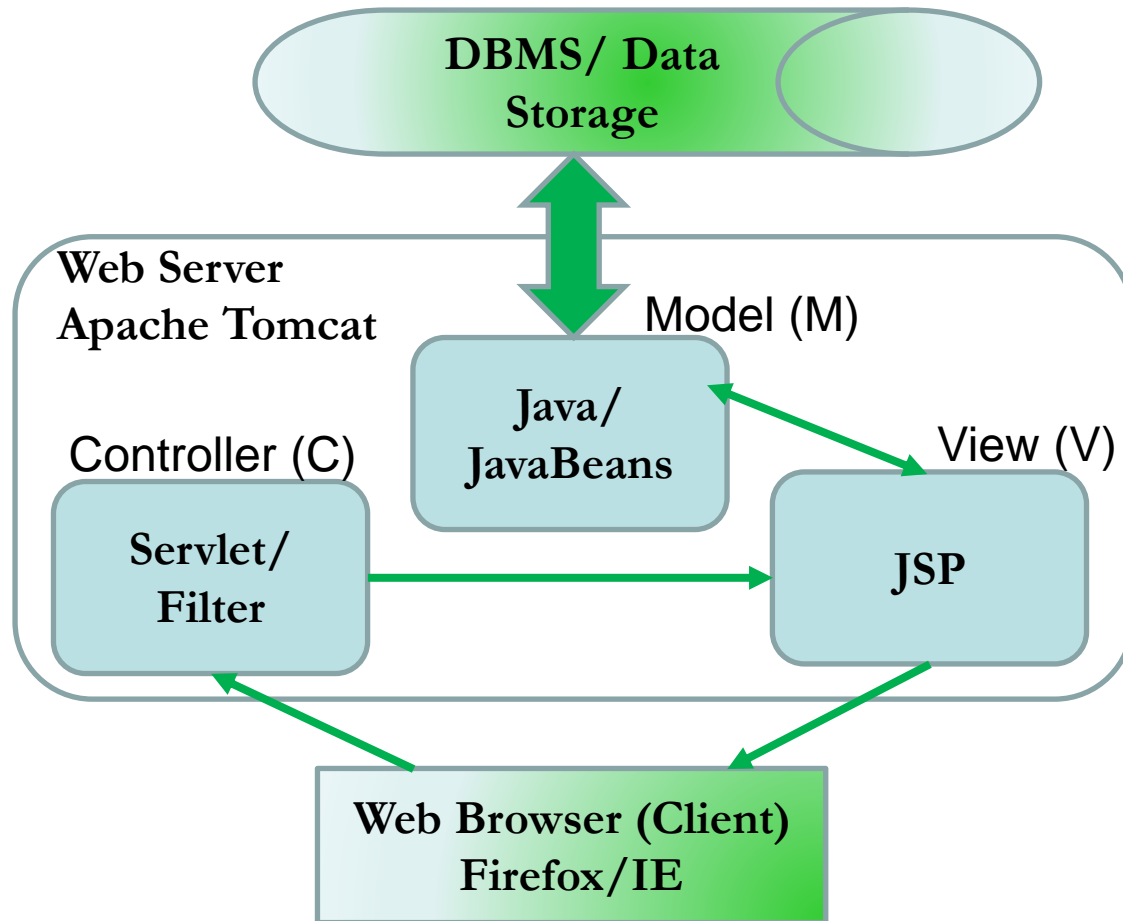 DBMS/ Data
Storage
Web Server
Apache Tomcat
Model (M)
Java/
JavaBeans
Controller (C)
View (V)
Servlet/
Filter
JSP
Web Browser (Client)
Firefox/IE